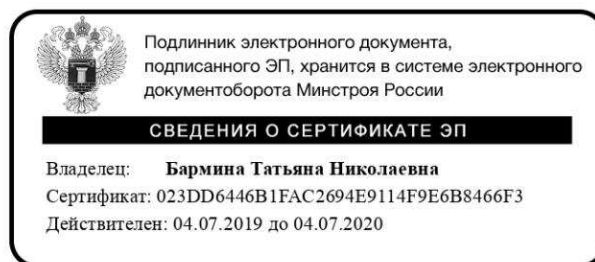 Подлинник электронного документа,
подписанного ЭП, хранится в системе электронного
документоборота Минстроя России
СВЕДЕНИЯ О СЕРТИФИКАТЕ ЭП
Владелец: Бармина Татьяна Николаевна
Сертификат: 023DD6446B1FAC2694E9114F9E6B8466F3
Действителен: 04.07.2019 до 04.07.2020